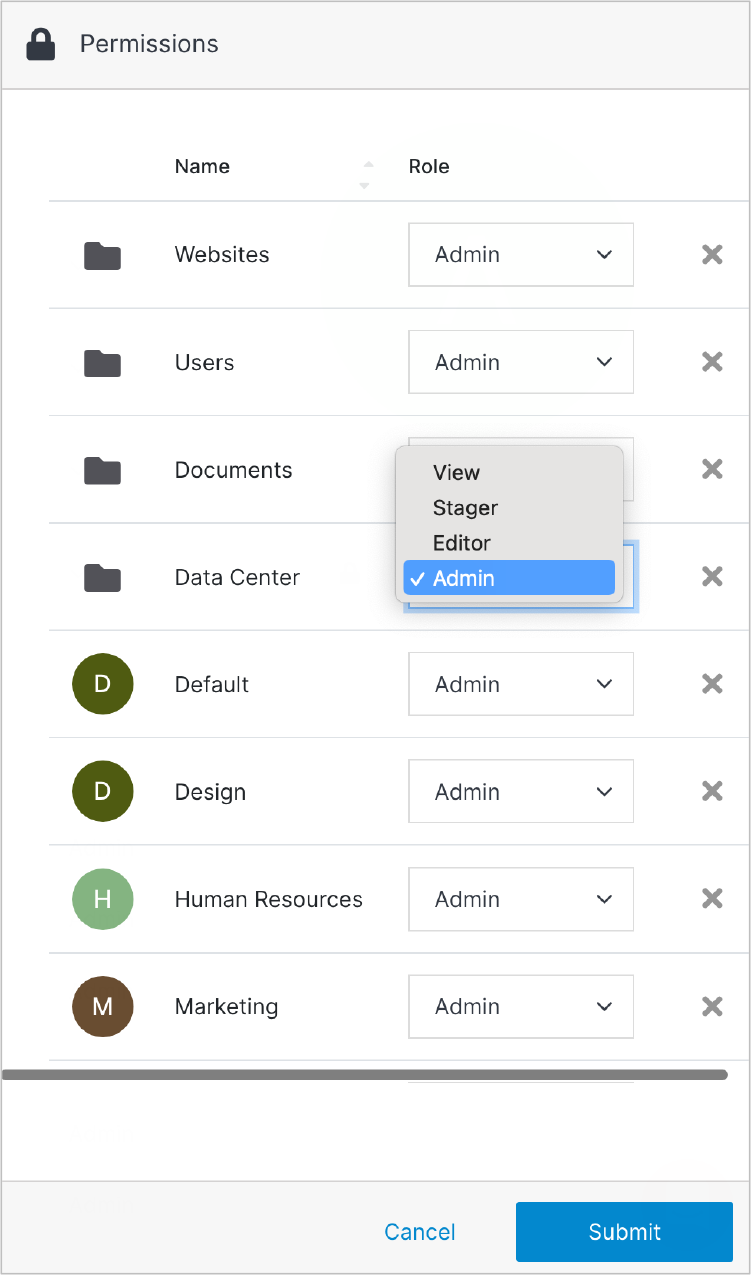 Permissions
Name Role
Websites Admin
Users Admin
Documents
View
Stager
Editor
Data Center Admin
D Default Admin
D Design Admin
H Human Resources Admin
M Marketing Admin
Cancel Submit